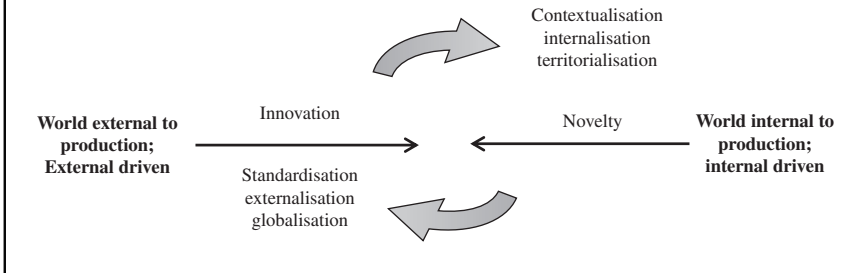 Contextualisation
internalisation
territorialisation
World external to
production;
External driven
Innovation
Standardisation
externalisation
globalisation
Novelty
World internal to
production;
internal driven